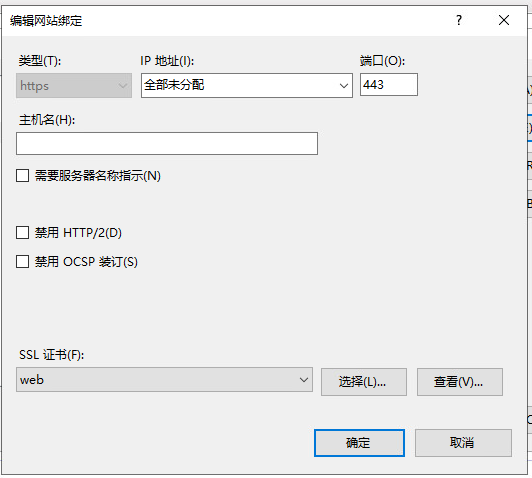 编辑网站绑定
类型(T):
IP 地址(I):
端口(O):
https
全部未分配
443
主机名(H):
需要服务器名称指示(N)
禁用 HTTP/2(D)
禁用 OCSP 装订(S)
SSL 证书(F):
web
选择(L)...
查看(V)...
确定
取消